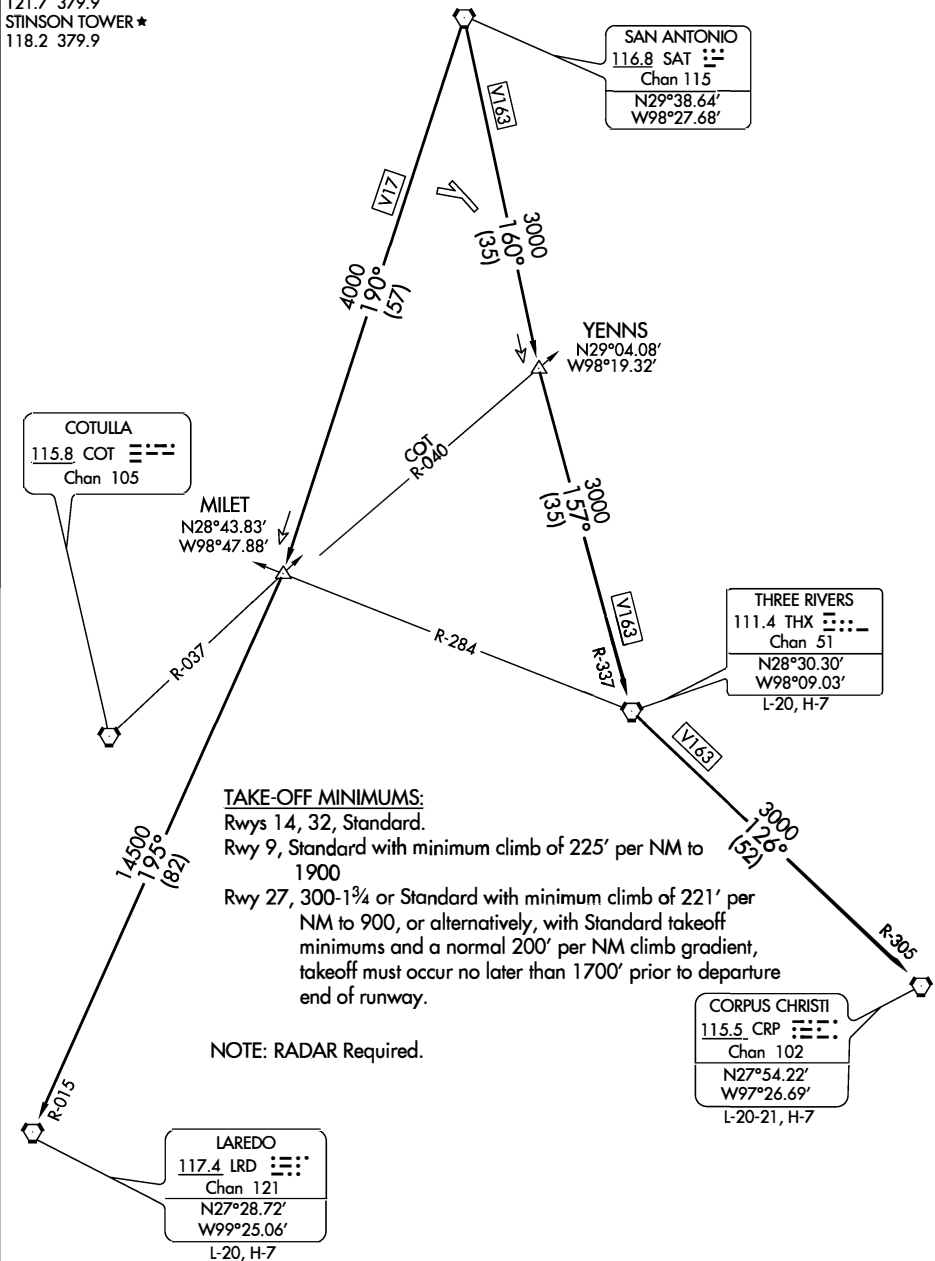 121.7 379.9
STINSON TOWER ★
118.2 379.9
SAN ANTONIO
116.8 SAT
Chan 115
N29°38.64’
W98°27.68’
V163
V17
3000
160°
(35)
4000
190°
(57)
YENNS
N29°04.08’
W98°19.32’
COTULLA
115.8 COT
Chan 105
COT
R-040
MILET
N28°43.83’
W98°47.88’
3000
157°
(35)
THREE RIVERS
111.4 THX
Chan 51
N28°30.30’
W98°09.03’
L-20, H-7
V163
R-337
R-284
R-037
V163
TAKE-OFF MINIMUMS:
Rwys 14, 32, Standard.
Rwy 9, Standard with minimum climb of 225’ per NM to
1900
Rwy 27, 300-1¾ or Standard with minimum climb of 221’ per
NM to 900, or alternatively, with Standard takeoff
minimums and a normal 200’ per NM climb gradient,
takeoff must occur no later than 1700’ prior to departure
end of runway.
3000
126°
(52)
14500
195°
(82)
R-305
CORPUS CHRISTI
115.5 CRP
Chan 102
N27°54.22’
W97°26.69’
L-20-21, H-7
NOTE: RADAR Required.
R-015
LAREDO
117.4 LRD
Chan 121
N27°28.72’
W99°25.06’
L-20, H-7